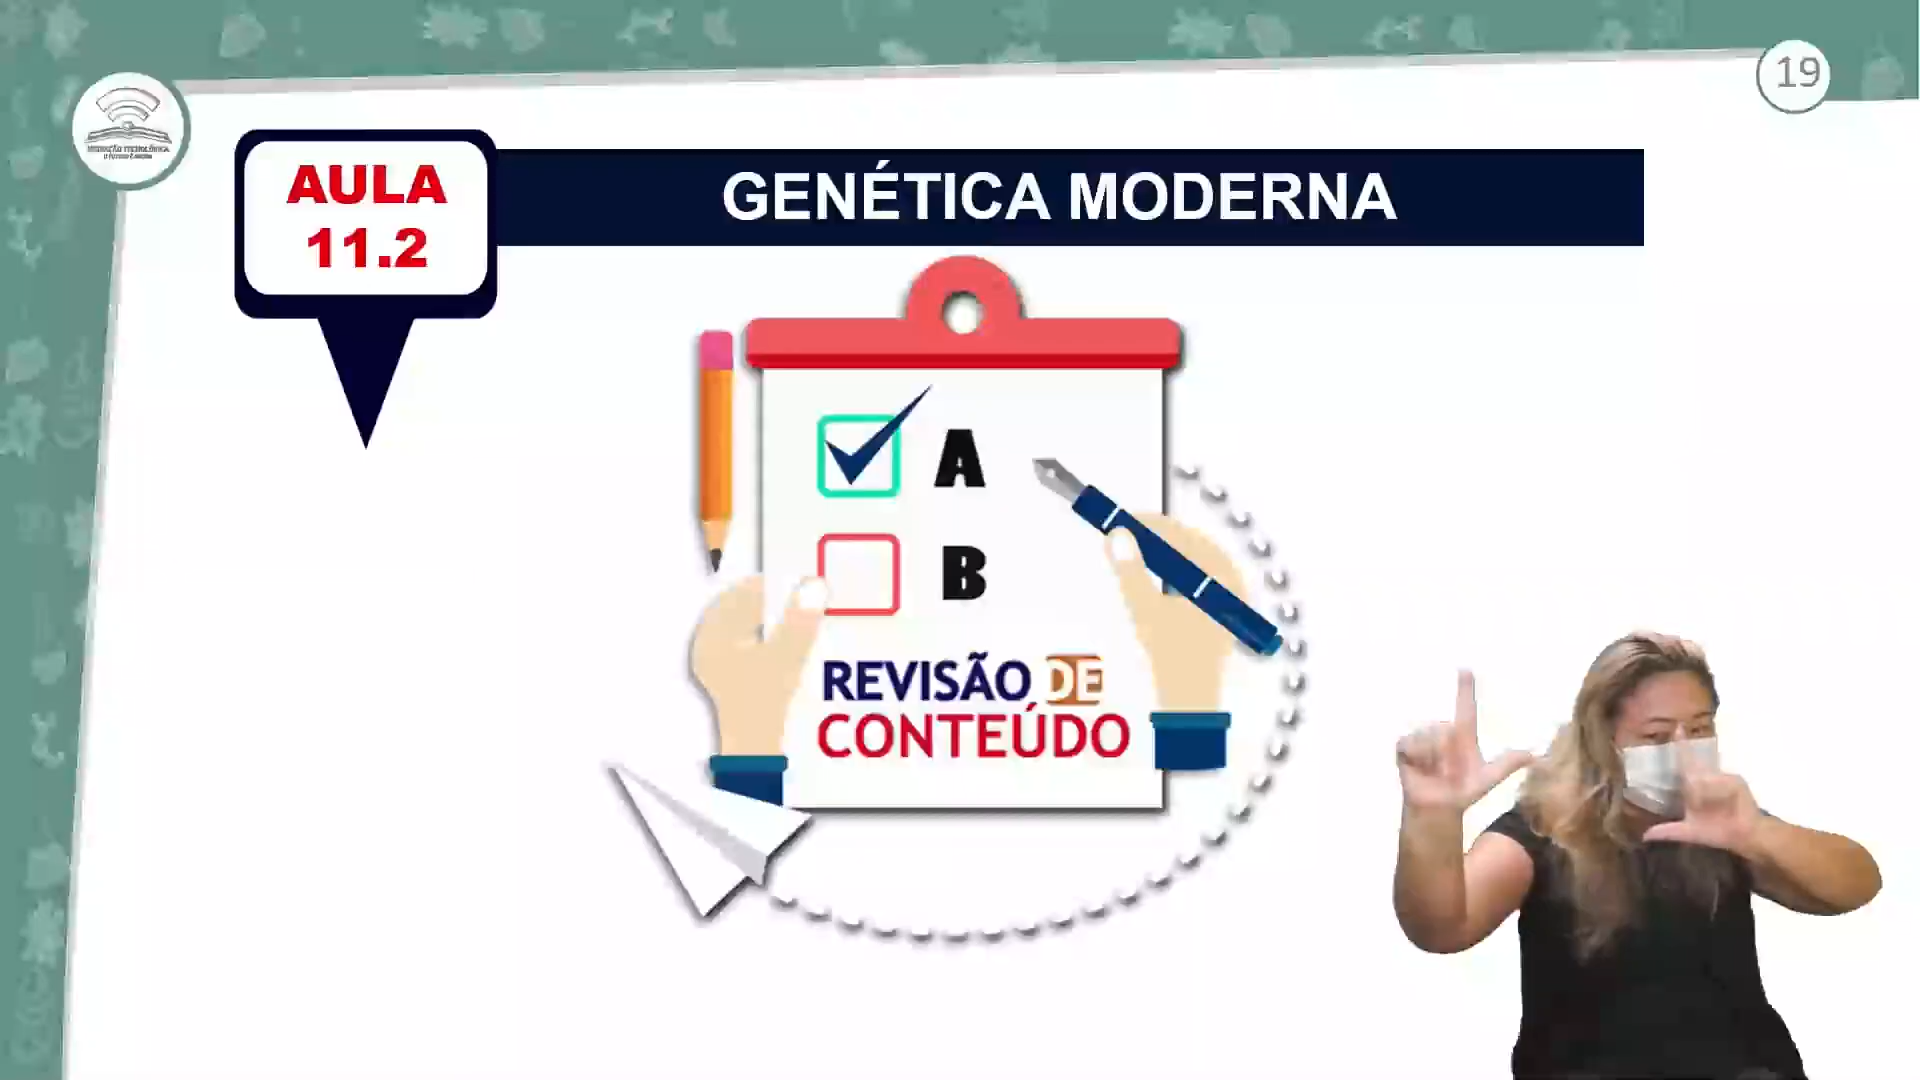 19
AULA
11.2
GENÉTICA MODERNA
A
B
REVISÃO DE
CONTEÚDO